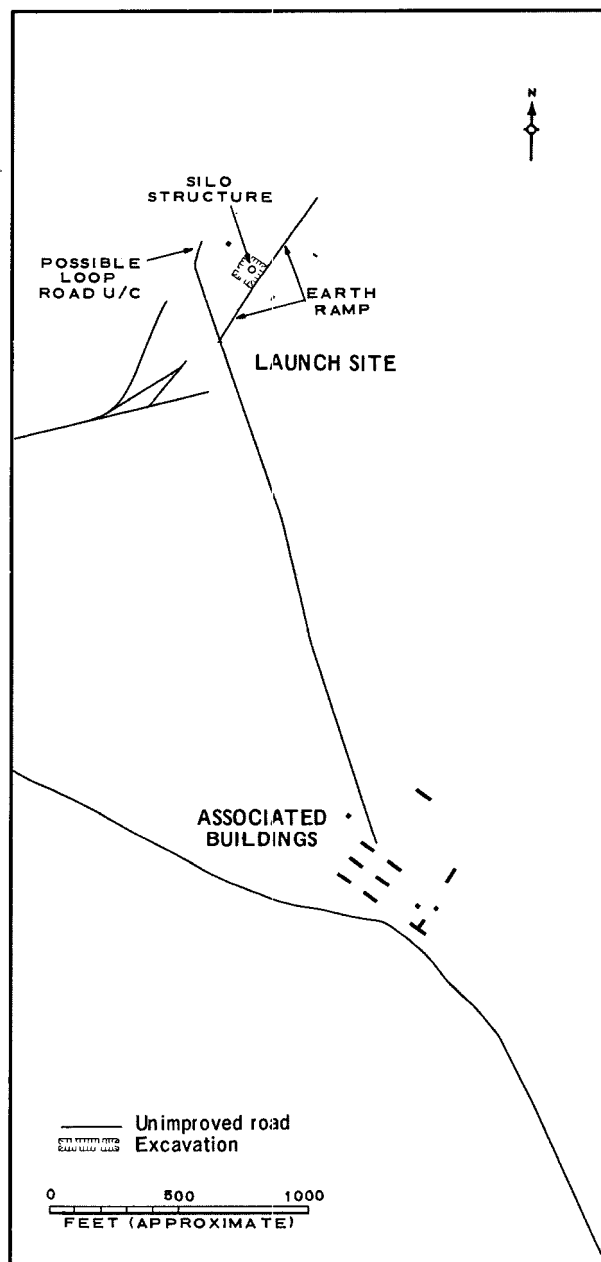 N
SILO
STRUCTURE
POSSIBLE
LOOP
ROAD U/C
EARTH
RAMP
LAUNCH SITE
ASSOCIATED
BUILDINGS
Unimproved road
Excavation
0 500 1000
FEET (APPROXIMATE)